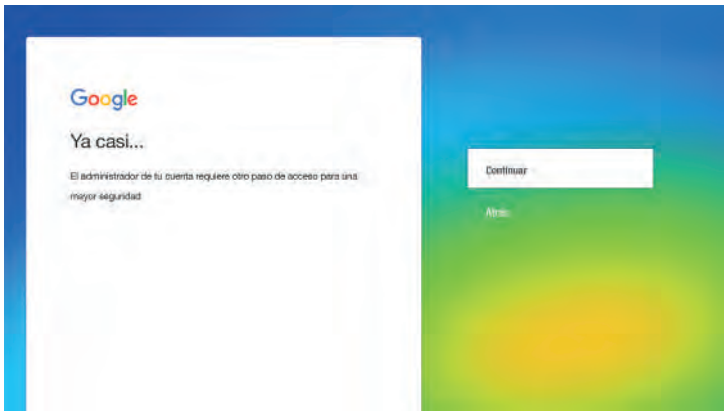 Google
Ya casi...
El administrador de tu cuenta requiere otro paso de acceso para una
mayor seguridad
Continuar
Atrás